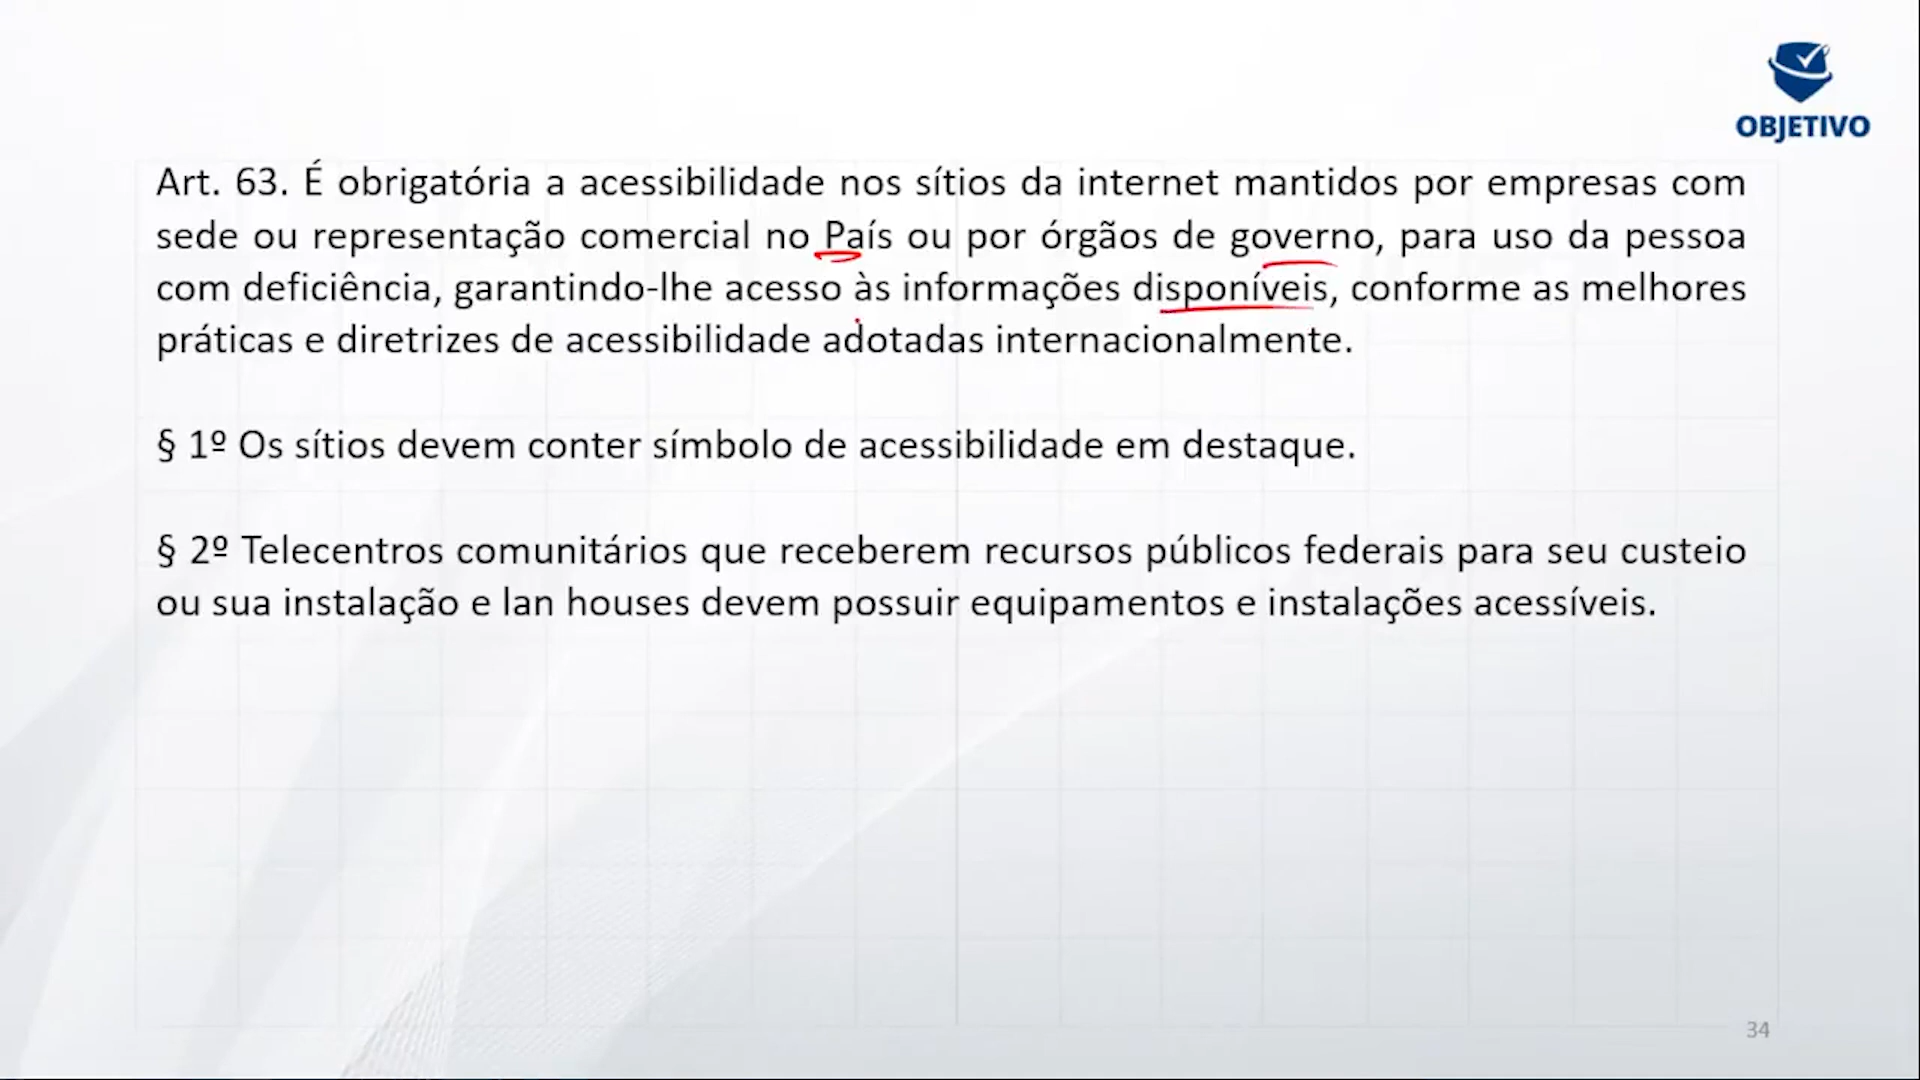 OBJETIVO
Art. 63. É obrigatória a acessibilidade nos sítios da internet mantidos por empresas com
sede ou representação comercial no País ou por órgãos de governo, para uso da pessoa
com deficiência, garantindo-lhe acesso às informações disponíveis, conforme as melhores
práticas e diretrizes de acessibilidade adotadas internacionalmente.
§ 1º Os sítios devem conter símbolo de acessibilidade em destaque.
§ 2º Telecentros comunitários que receberem recursos públicos federais para seu custeio
ou sua instalação e lan houses devem possuir equipamentos e instalações acessíveis.
34